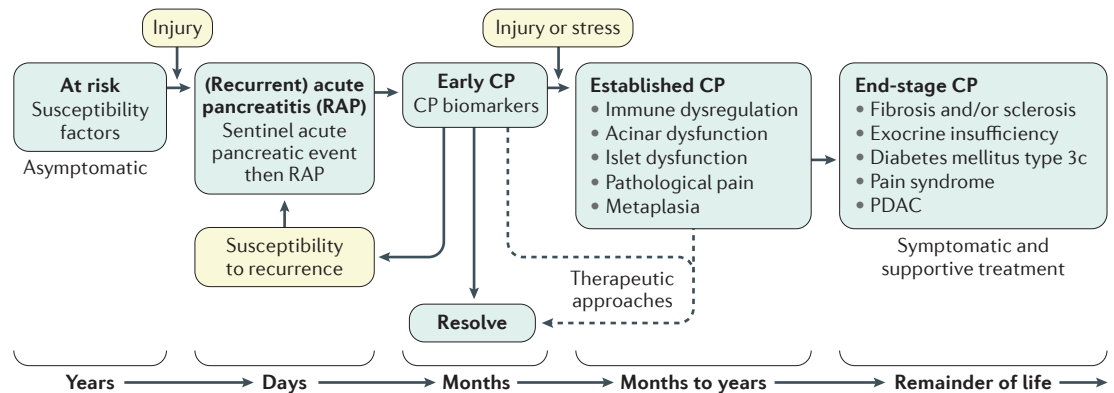 Injury
Injury or stress
At risk
Susceptibility
factors
Asymptomatic
(Recurrent) acute
pancreatitis (RAP)
Sentinel acute
pancreatic event
then RAP
Susceptibility
to recurrence
Early CP
CP biomarkers
Resolve
Established CP
• Immune dysregulation
• Acinar dysfunction
• Islet dysfunction
• Pathological pain
• Metaplasia
Therapeutic
approaches
End-stage CP
• Fibrosis and/or sclerosis
• Exocrine insufficiency
• Diabetes mellitus type 3c
• Pain syndrome
• PDAC
Symptomatic and
supportive treatment
Years
Days
Months
Months to years
Remainder of life